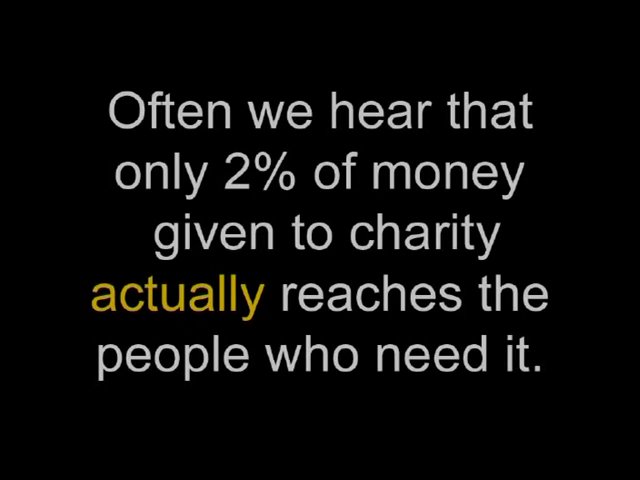 Often we hear that
only 2% of money
given to charity
actually reaches the
people who need it.